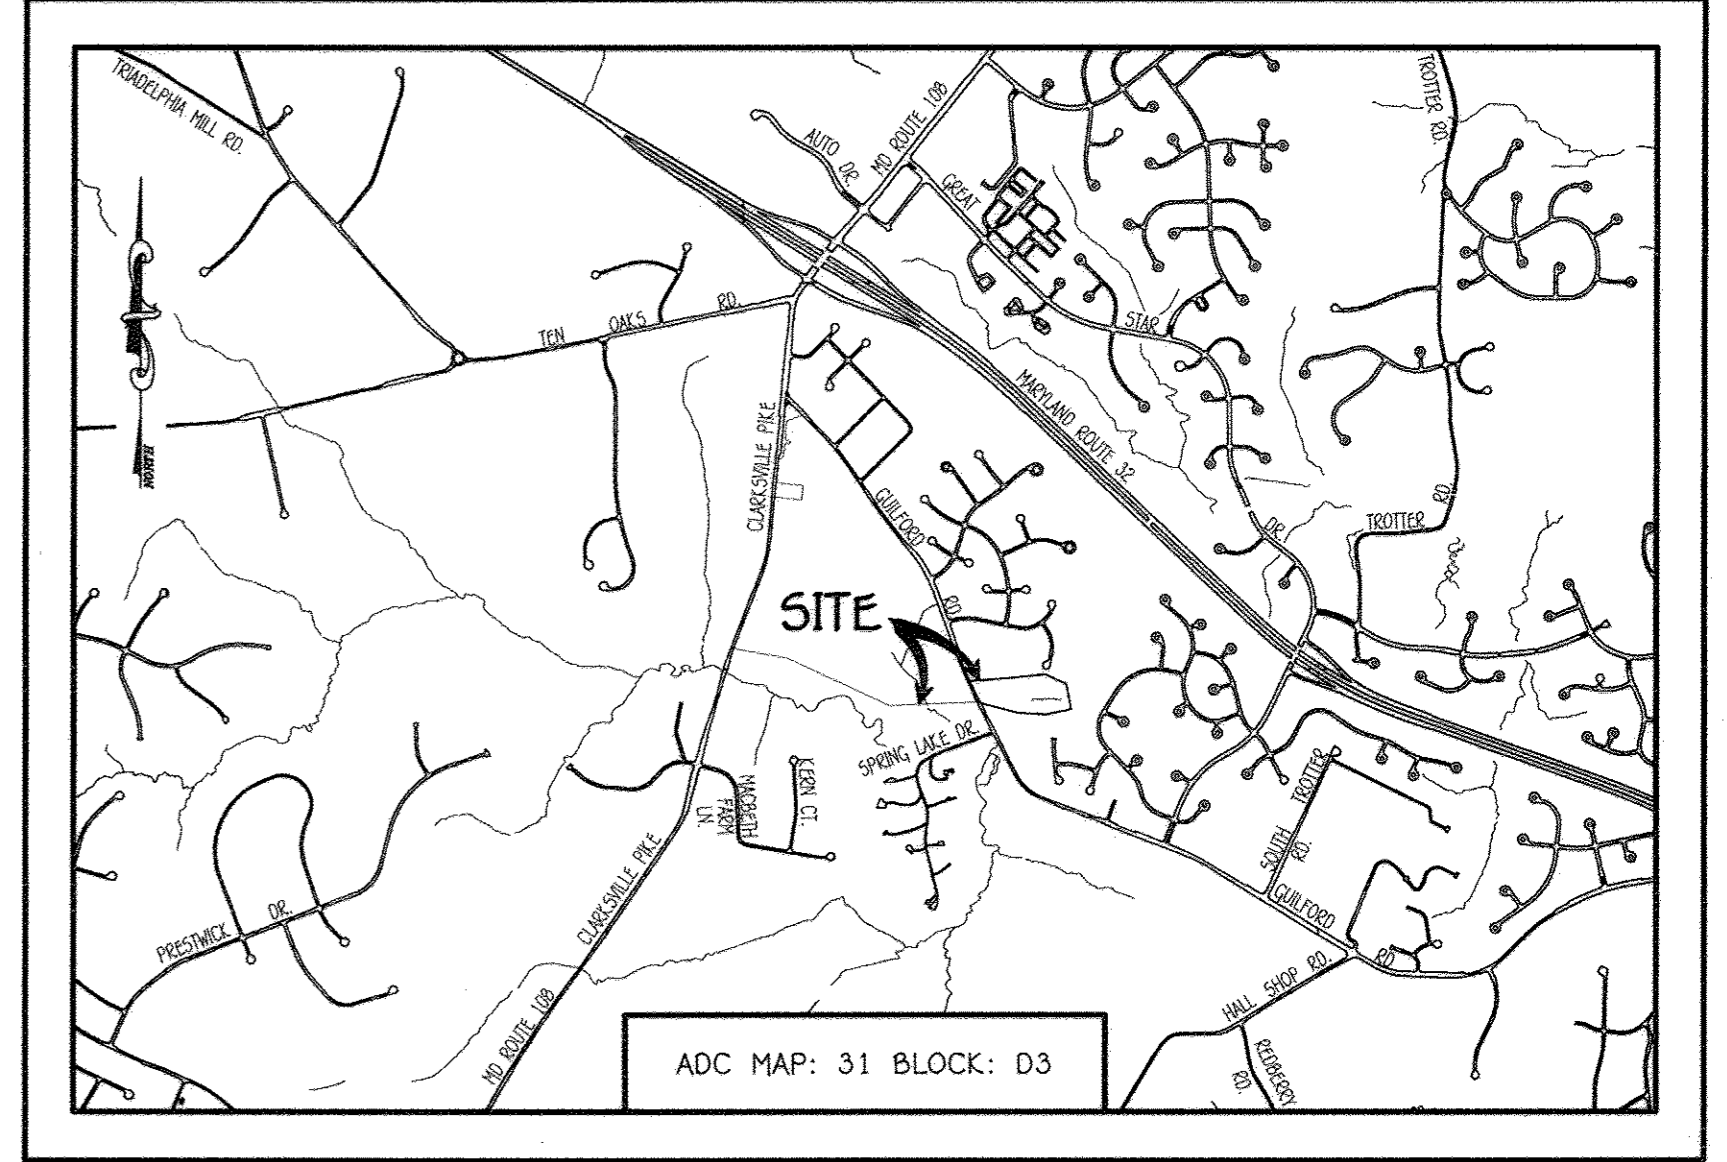 TRIADELPHIA MILL RD.
AUTO DR.
MD ROUTE 108
TROTTER RD.
GREAT
STAR
DR.
TEN OAKS RD.
MARYLAND ROUTE 32
CLARKSVILLE PIKE
GUILFORD
RD.
TROTTER
RD.
NORTH
SITE
SPRING LAKE DR.
KERN CT.
MACBETH
FARM
LN.
SOUTH TROTTER
RD.
CLARKSVILLE PIKE
PRESTWICK DR.
GUILFORD
RD
HALL SHOP RD.
MD ROUTE 108
REDBERRY
RD.
ADC MAP: 31 BLOCK: D3